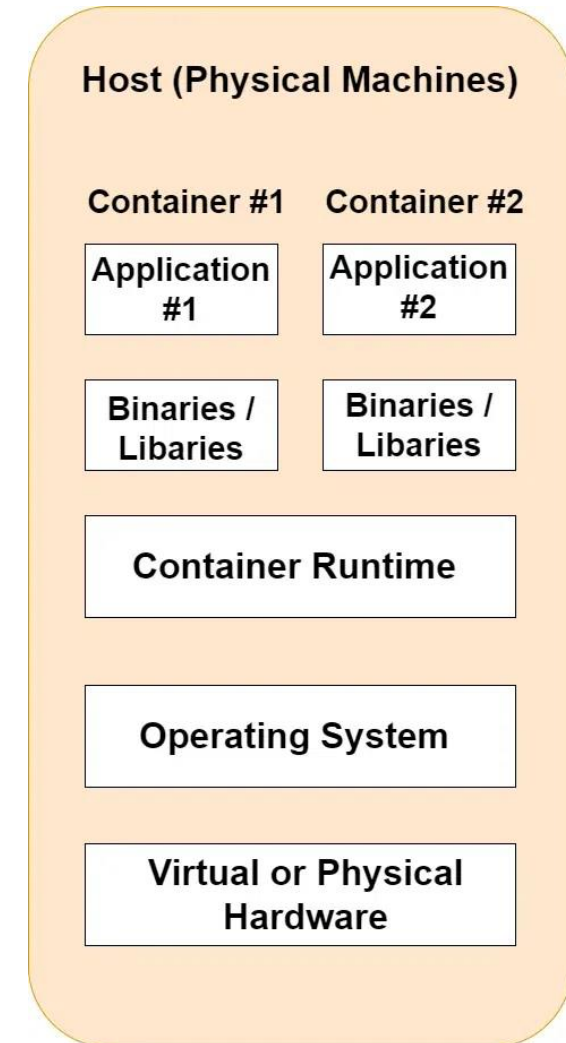 Host (Physical Machines)
Container #1
Container #2
Application
#1
Application
#2
Binaries /
Libaries
Binaries /
Libaries
Container Runtime
Operating System
Virtual or Physical
Hardware